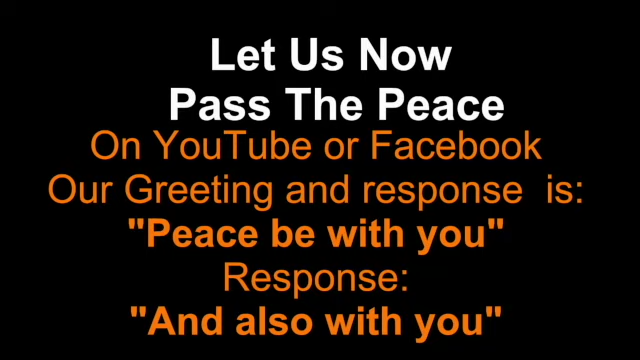 Let Us Now
Pass The Peace
On YouTube or Facebook
Our Greeting and response  is:
"Peace be with you"
Response:
"And also with you"